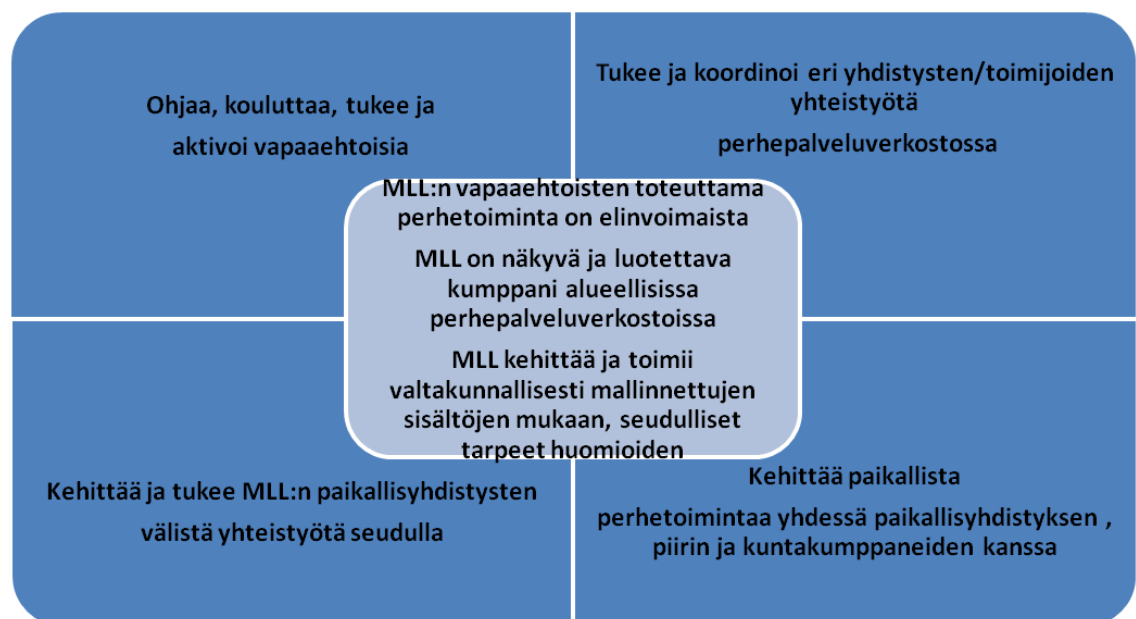 Ohjaa, kouluttaa, tukee ja
aktivoi vapaaehtoisia
Tukee ja koordinoi eri yhdistysten/toimijoiden
yhteistyötä
perhepalveluverkostossa
MLL:n vapaaehtoisten toteuttama
perhetoiminta on elinvoimaista
MLL on näkyvä ja luotettava
kumppani alueellisissa
perhepalveluverkostoissa
MLL kehittää ja toimii
valtakunnallisesti mallinnettujen
sisältöjen mukaan, seudulliset
tarpeet huomioiden
Kehittää ja tukee MLL:n paikallisyhdistysten
välistä yhteistyötä seudulla
Kehittää paikallista
perhetoimintaa yhdessä paikallisyhdistyksen ,
piirin ja kuntakumppaneiden kanssa